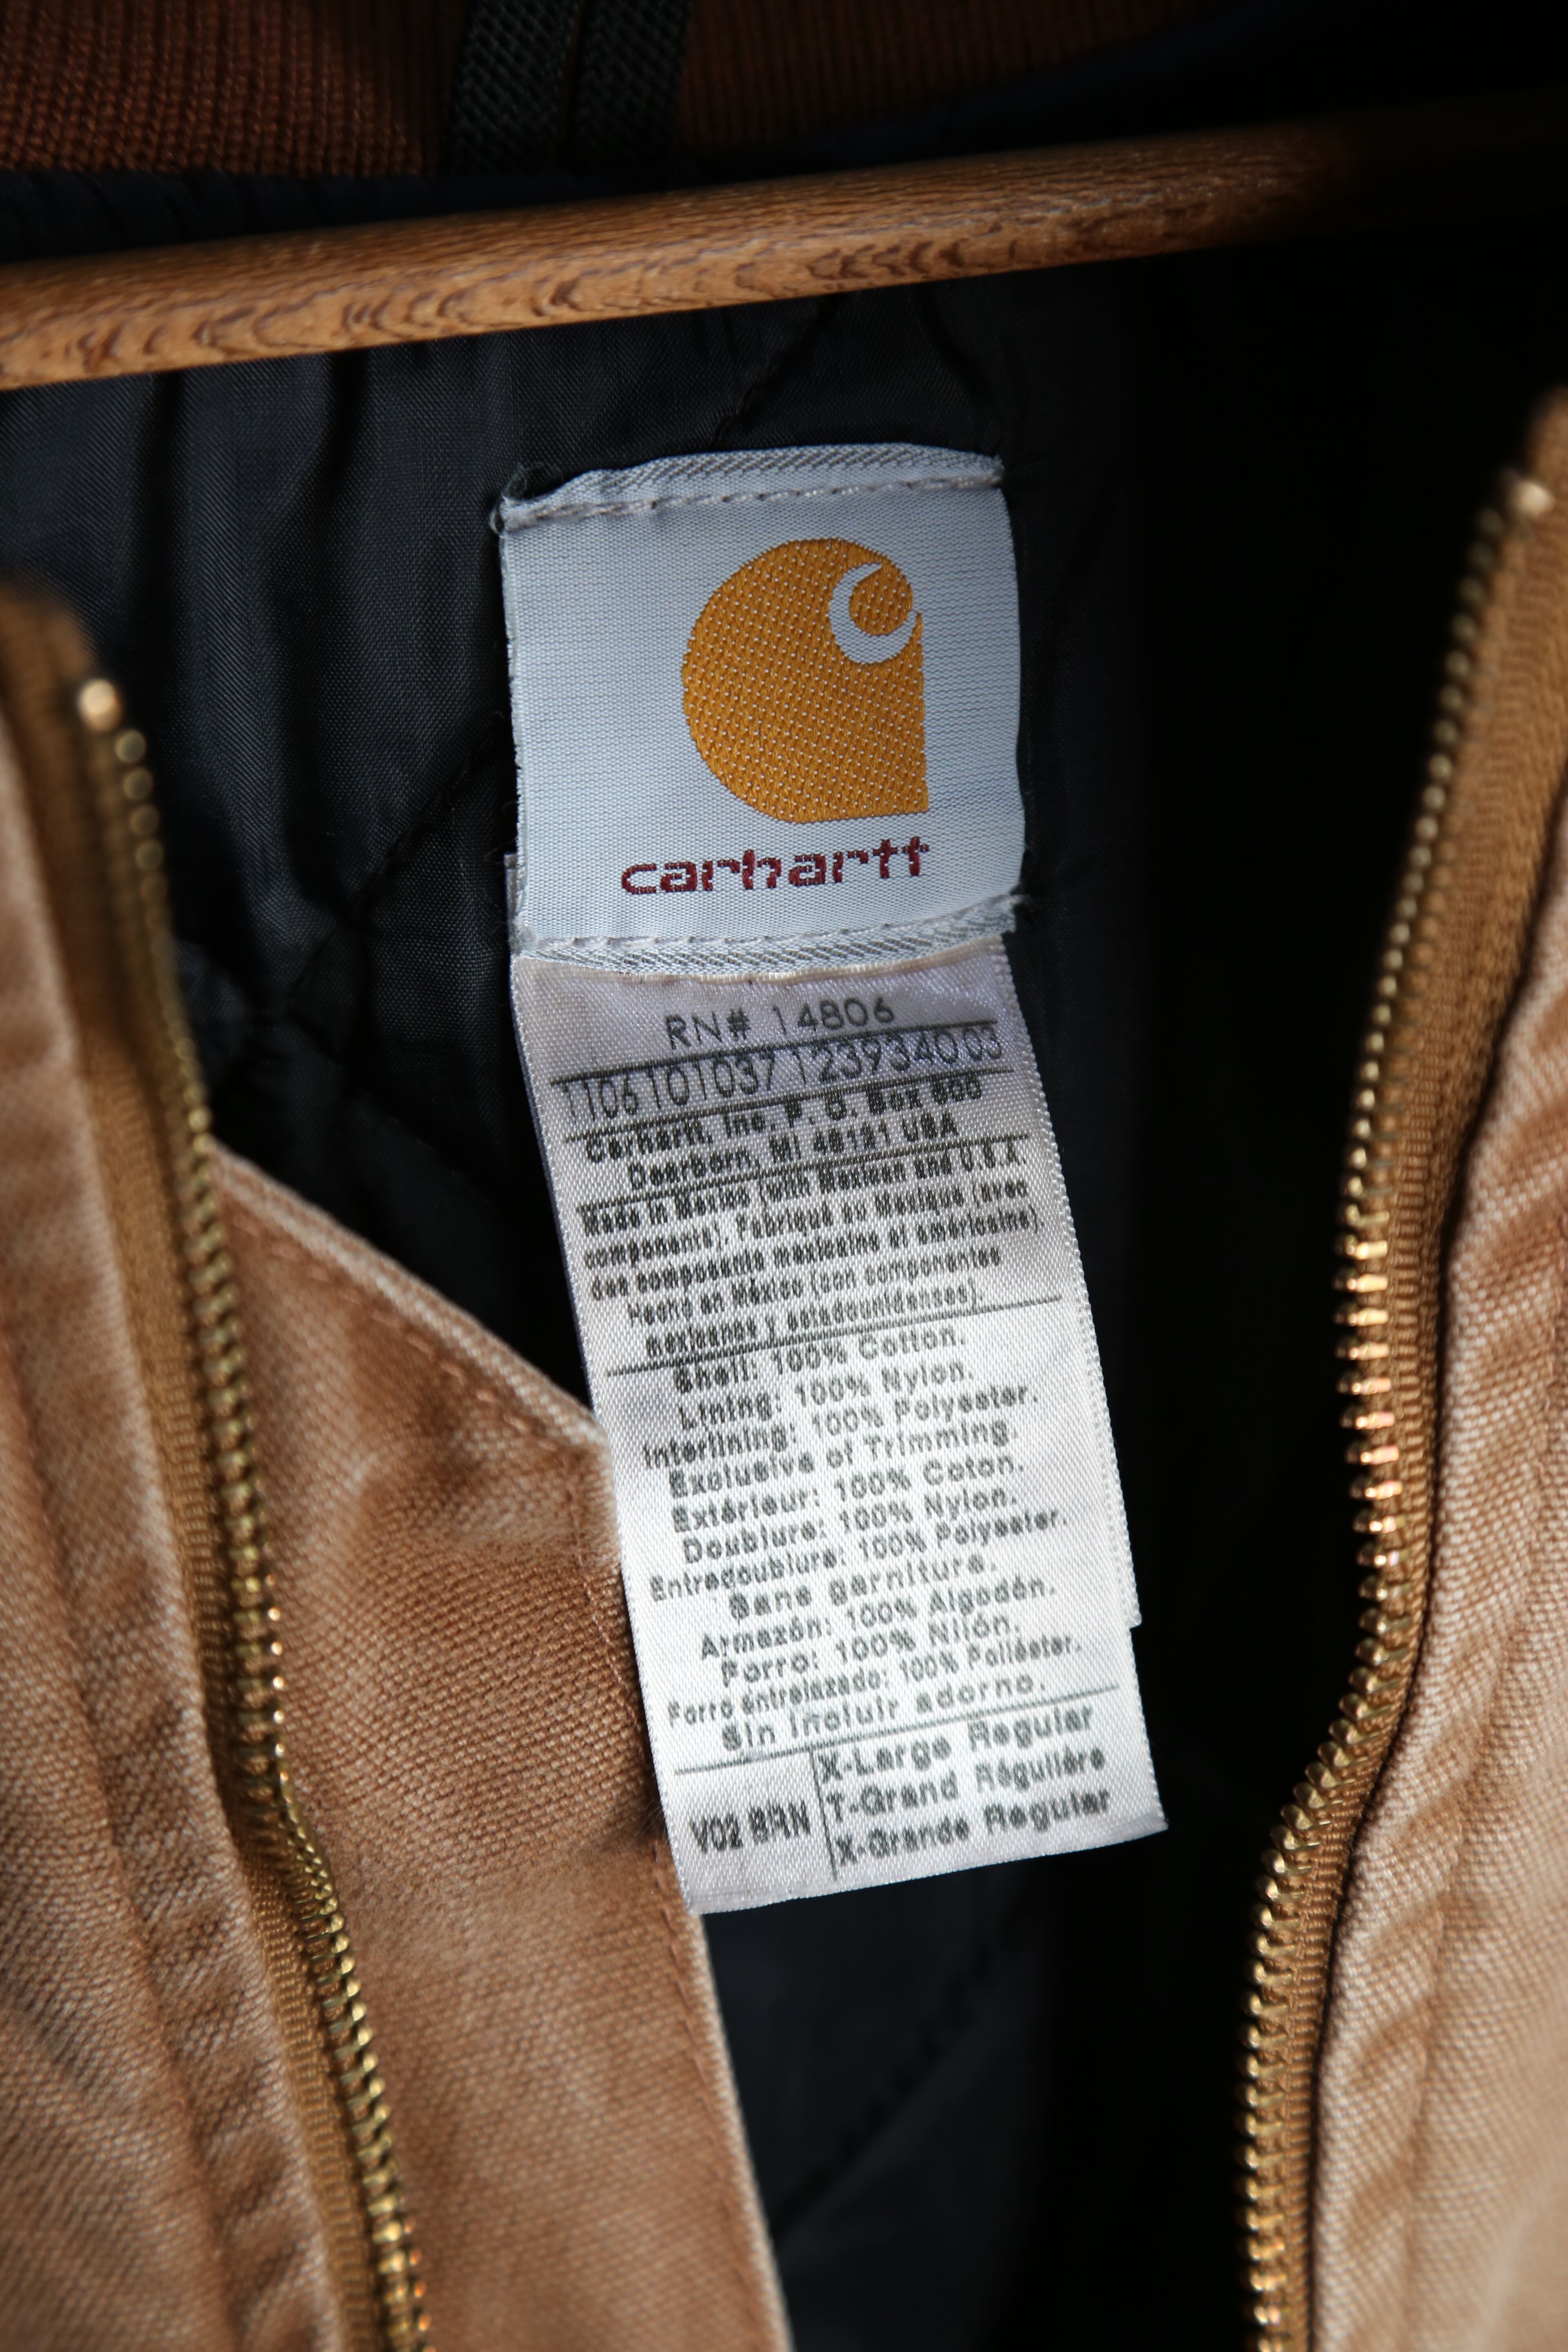 carhartt
RN# 14806
1106101037 1239340 03
Carhartt, Inc. P. O. Box 600
Dearborn, MI 48121 USA
Made in Mexico (with Mexican and U.S.A
components). Fabriqué au Mexique (avec
des composants mexicains et américains).
Hecho en México (con componentes
mexicanos y estadounidenses).
Shell: 100% Cotton.
Lining: 100% Nylon.
Interlining: 100% Polyester.
Exclusive of Trimming.
Extérieur: 100% Coton.
Doublure: 100% Nylon.
Entredoublure: 100% Polyester.
Sans garniture.
Armazón: 100% Algodón.
Forro: 100% Nilón.
Forro entrelazado: 100% Poliéster.
Sin incluir adorno.
X-Large Regular
V02 BRN T-Grand Régulière
X-Grande Regular